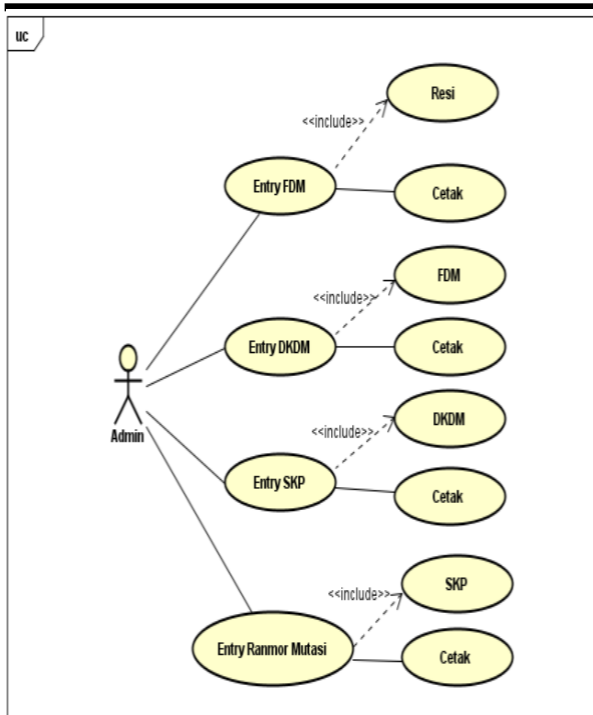 uc
Resi
<<include>>
Entry FDM
Cetak
FDM
<<include>>
Entry DKDM
Cetak
DKDM
<<include>>
Admin
Entry SKP
Cetak
SKP
<<include>>
Entry Ranmor Mutasi
Cetak